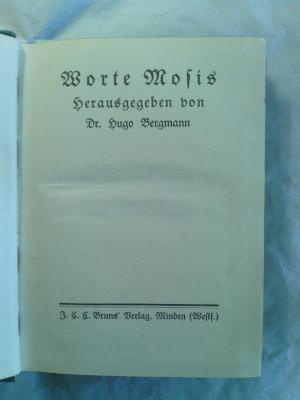 Worte Mosis
Herausgegeben von
Dr. Hugo Bergmann
J. C. C. Bruns' Verlag, Minden (Westf.)